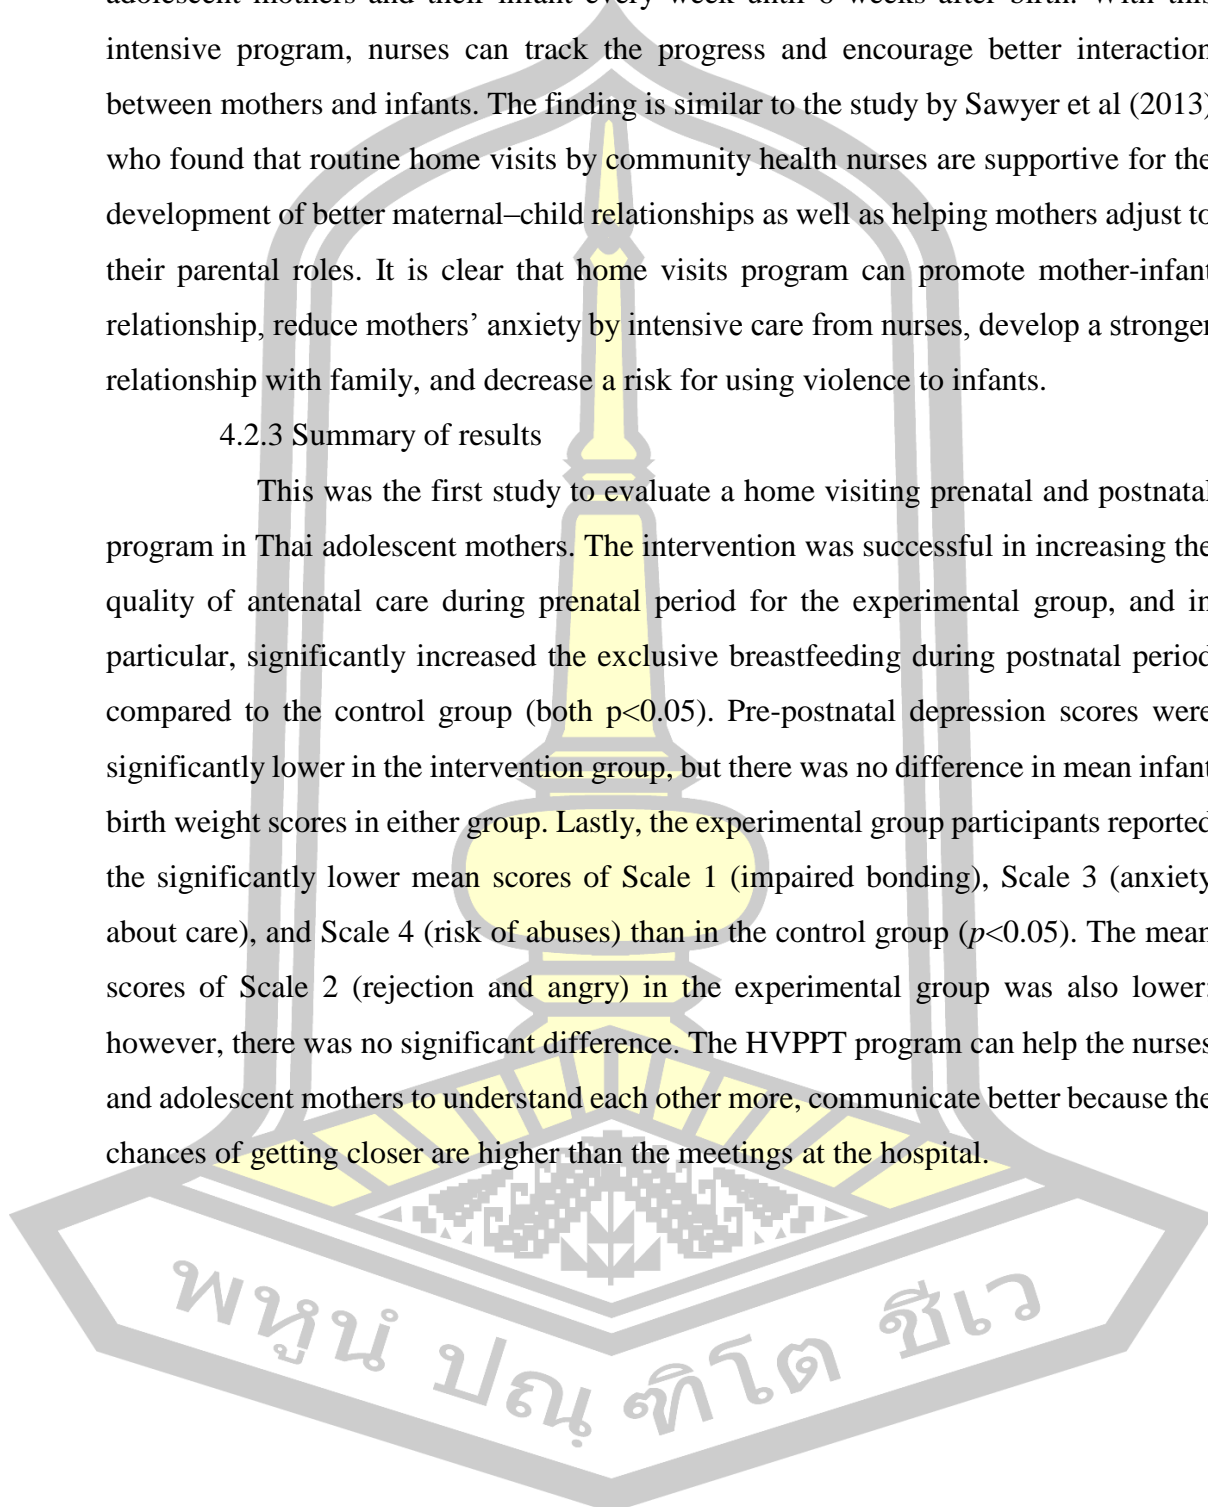 adolescent mothers and their infant every week until 6 weeks after birth. With this
intensive program, nurses can track the progress and encourage better interaction
between mothers and infants. The finding is similar to the study by Sawyer et al (2013)
who found that routine home visits by community health nurses are supportive for the
development of better maternal–child relationships as well as helping mothers adjust to
their parental roles. It is clear that home visits program can promote mother-infant
relationship, reduce mothers’ anxiety by intensive care from nurses, develop a stronger
relationship with family, and decrease a risk for using violence to infants.
4.2.3 Summary of results
This was the first study to evaluate a home visiting prenatal and postnatal
program in Thai adolescent mothers. The intervention was successful in increasing the
quality of antenatal care during prenatal period for the experimental group, and in
particular, significantly increased the exclusive breastfeeding during postnatal period
compared to the control group (both p<0.05). Pre-postnatal depression scores were
significantly lower in the intervention group, but there was no difference in mean infant
birth weight scores in either group. Lastly, the experimental group participants reported
the significantly lower mean scores of Scale 1 (impaired bonding), Scale 3 (anxiety
about care), and Scale 4 (risk of abuses) than in the control group (p<0.05). The mean
scores of Scale 2 (rejection and angry) in the experimental group was also lower;
however, there was no significant difference. The HVPPT program can help the nurses
and adolescent mothers to understand each other more, communicate better because the
chances of getting closer are higher than the meetings at the hospital.
พหูนํ ปณฺฑิโต ชีเว